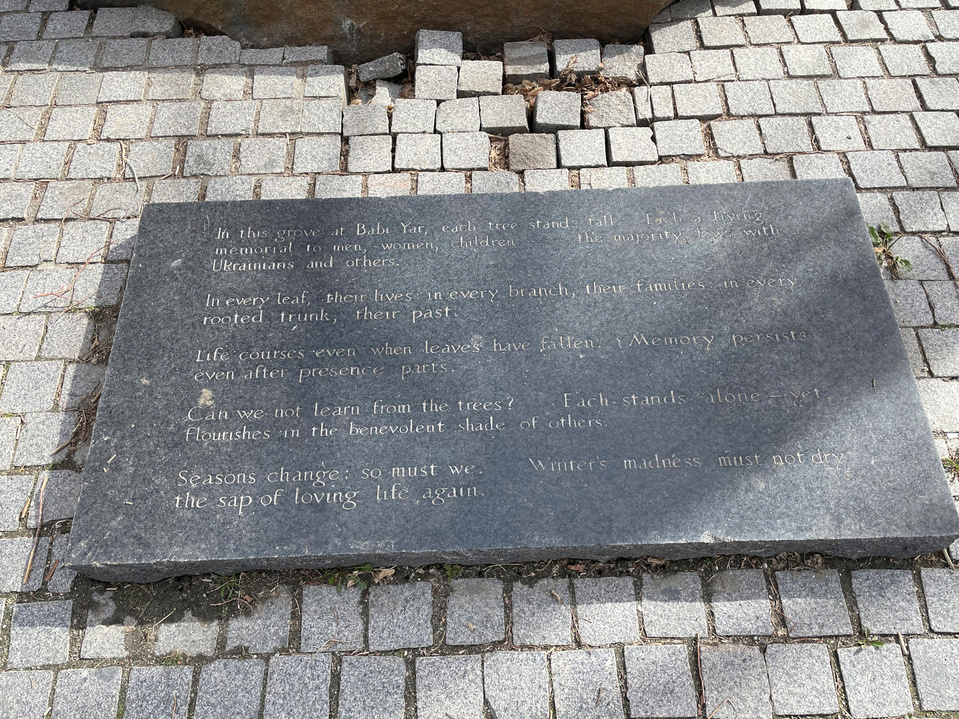 In this grove at Babi Yar, each tree stands tall. Each a living
memorial to men, women, children — the majority Jews with
Ukrainians and others.
In every leaf, their lives: in every branch, their families: in every
rooted trunk, their past.
Life courses even when leaves have fallen. Memory persists
even after presence parts.
Can we not learn from the trees? Each stands alone — yet,
flourishes in the benevolent shade of others.
Seasons change: so must we. Winter's madness must not dry
the sap of loving life again.